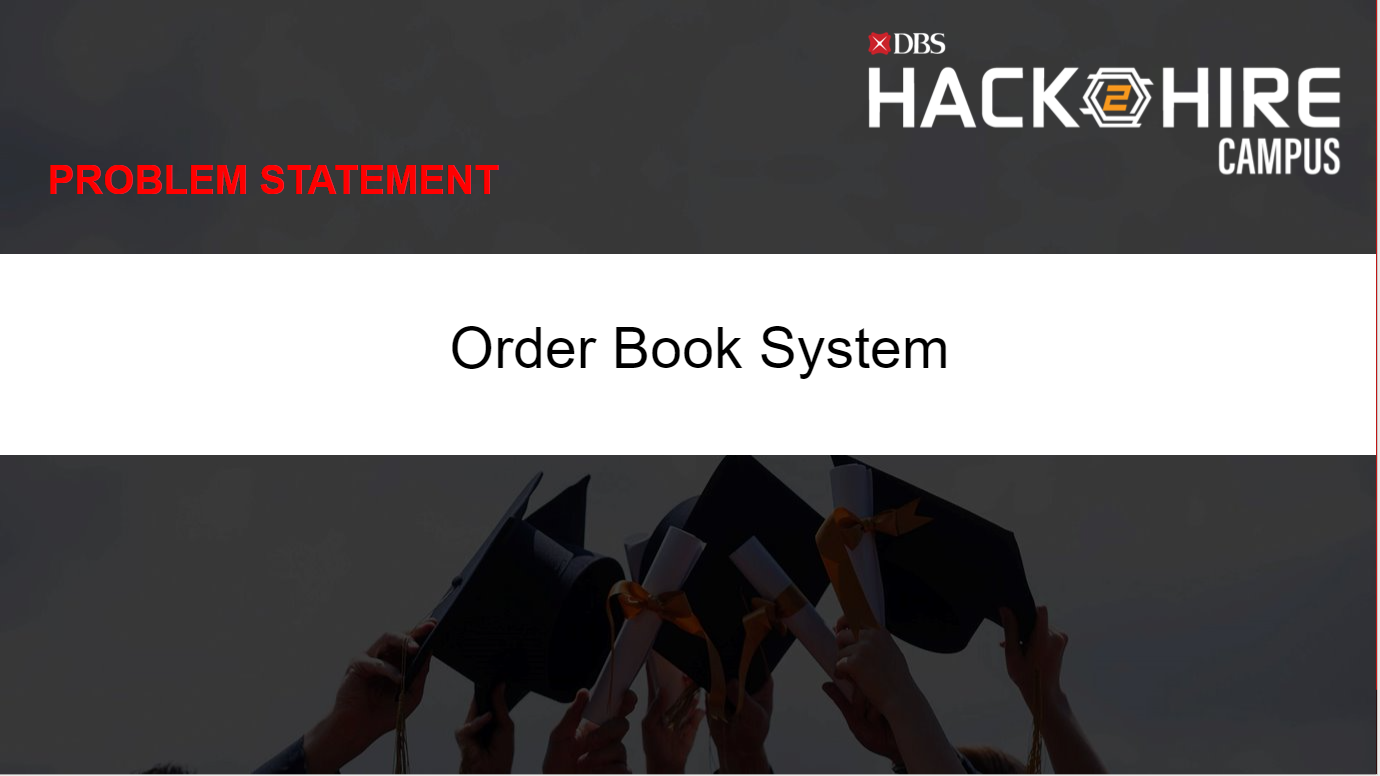 DBS
HACK2HIRE
CAMPUS
PROBLEM STATEMENT
Order Book System